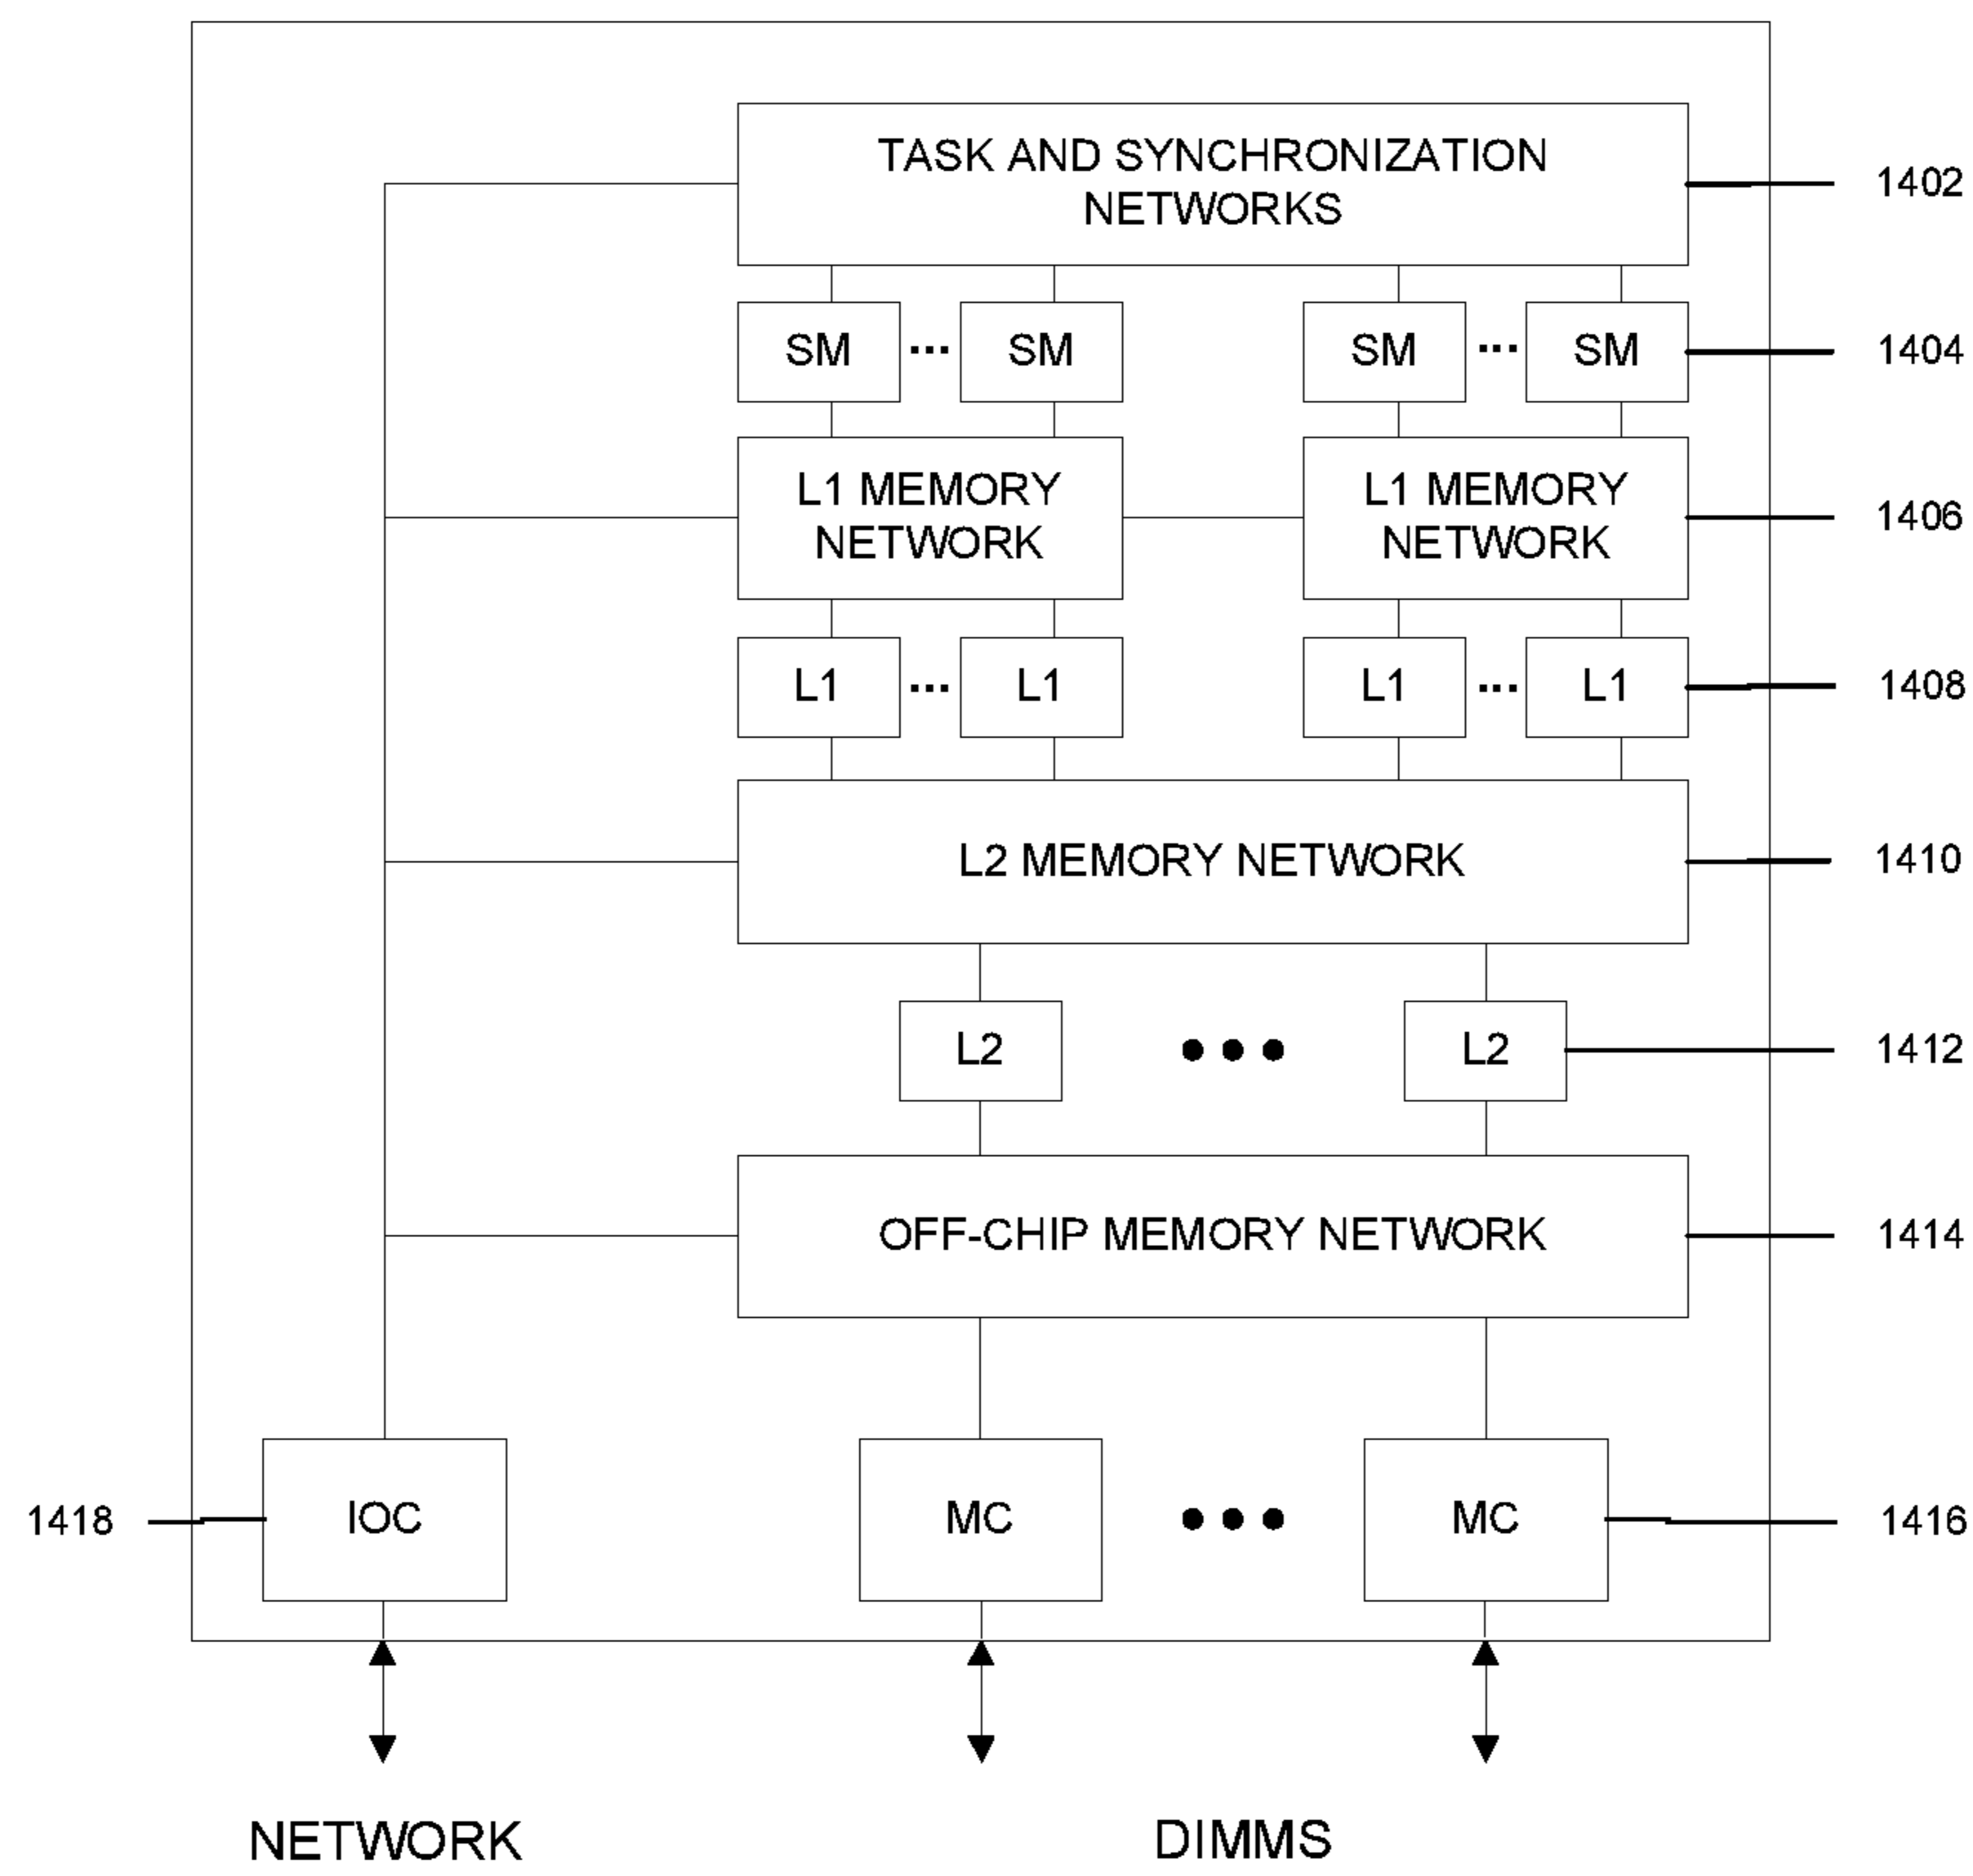 TASK AND SYNCHRONIZATION
NETWORKS
1402
SM ... SM SM ... SM
1404
L1 MEMORY
NETWORK
L1 MEMORY
NETWORK
1406
L1 ... L1 L1 ... L1
1408
L2 MEMORY NETWORK
1410
L2 ••• L2
1412
OFF-CHIP MEMORY NETWORK
1414
1418
IOC
MC ••• MC
1416
NETWORK
DIMMS